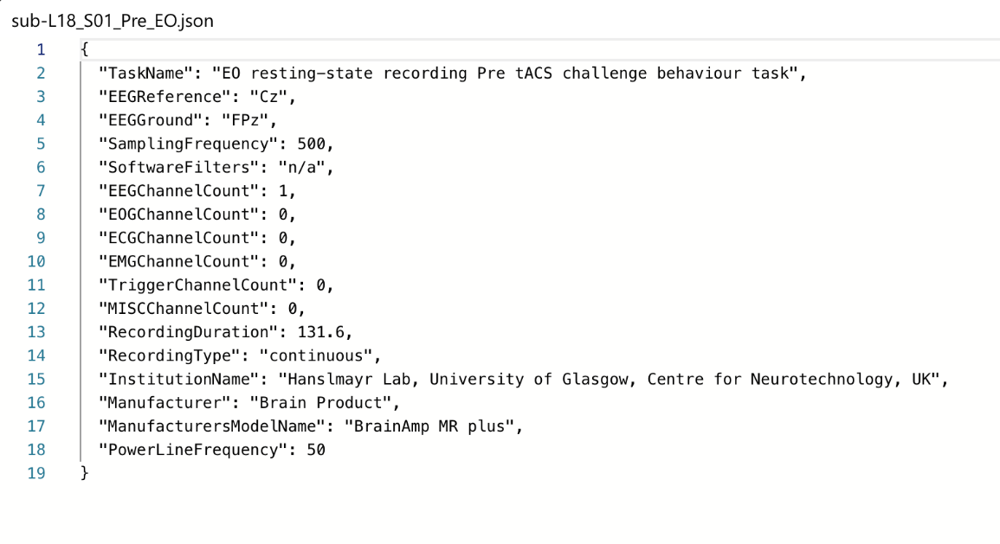 sub-L18_S01_Pre_EO.json
1 {
2 "TaskName": "EO resting–state recording Pre tACS challenge behaviour task",
3 "EEGReference": "Cz",
4 "EEGGround": "FPz",
5 "SamplingFrequency": 500,
6 "SoftwareFilters": "n/a",
7 "EEGChannelCount": 1,
8 "EOGChannelCount": 0,
9 "ECGChannelCount": 0,
10 "EMGChannelCount": 0,
11 "TriggerChannelCount": 0,
12 "MISCChannelCount": 0,
13 "RecordingDuration": 131.6,
14 "RecordingType": "continuous",
15 "InstitutionName": "Hanslmayr Lab, University of Glasgow, Centre for Neurotechnology, UK",
16 "Manufacturer": "Brain Product",
17 "ManufacturersModelName": "BrainAmp MR plus",
18 "PowerLineFrequency": 50
19 }